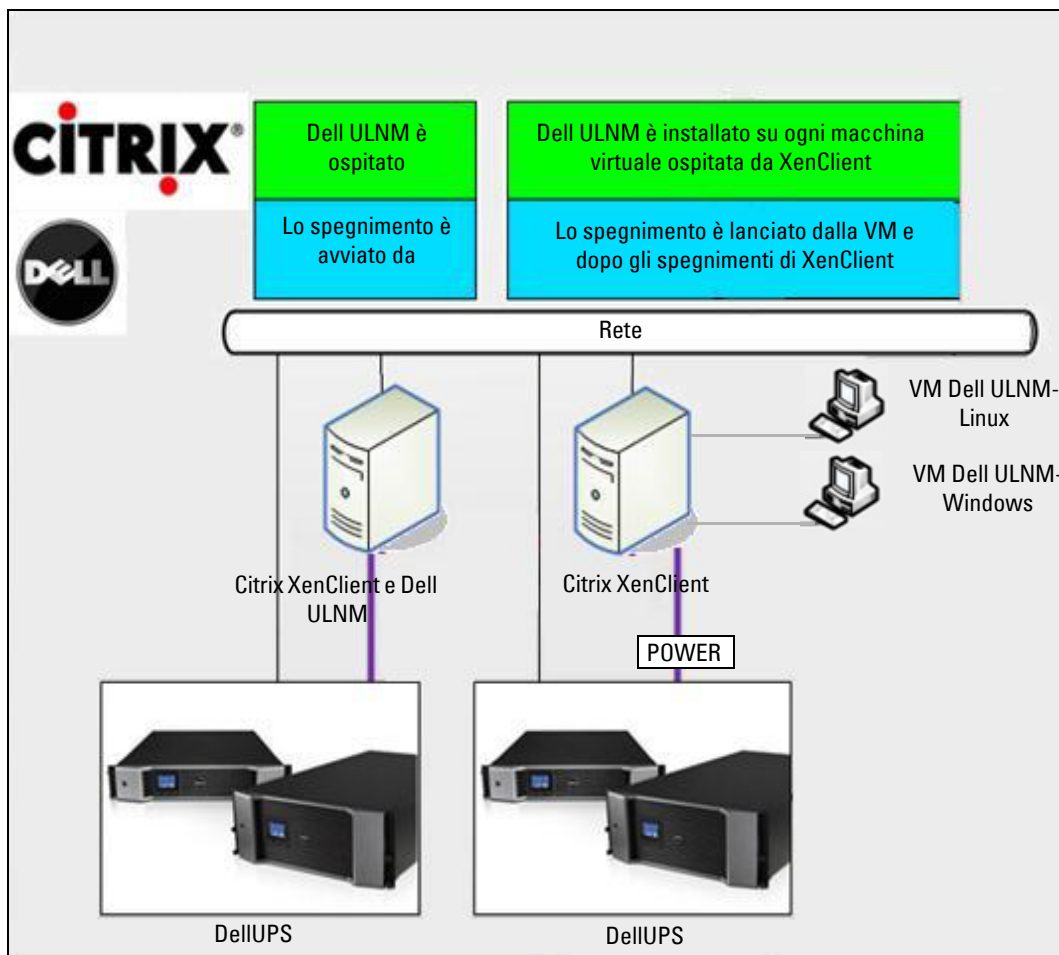 CITRIX®
DELL
Dell ULNM è
ospitato
Dell ULNM è installato su ogni macchina
virtuale ospitata da XenClient
Lo spegnimento è
avviato da
Lo spegnimento è lanciato dalla VM e
dopo gli spegnimenti di XenClient
Rete
VM Dell ULNM-
Linux
VM Dell ULNM-
Windows
Citrix XenClient e Dell
ULNM
Citrix XenClient
POWER
DellUPS
DellUPS